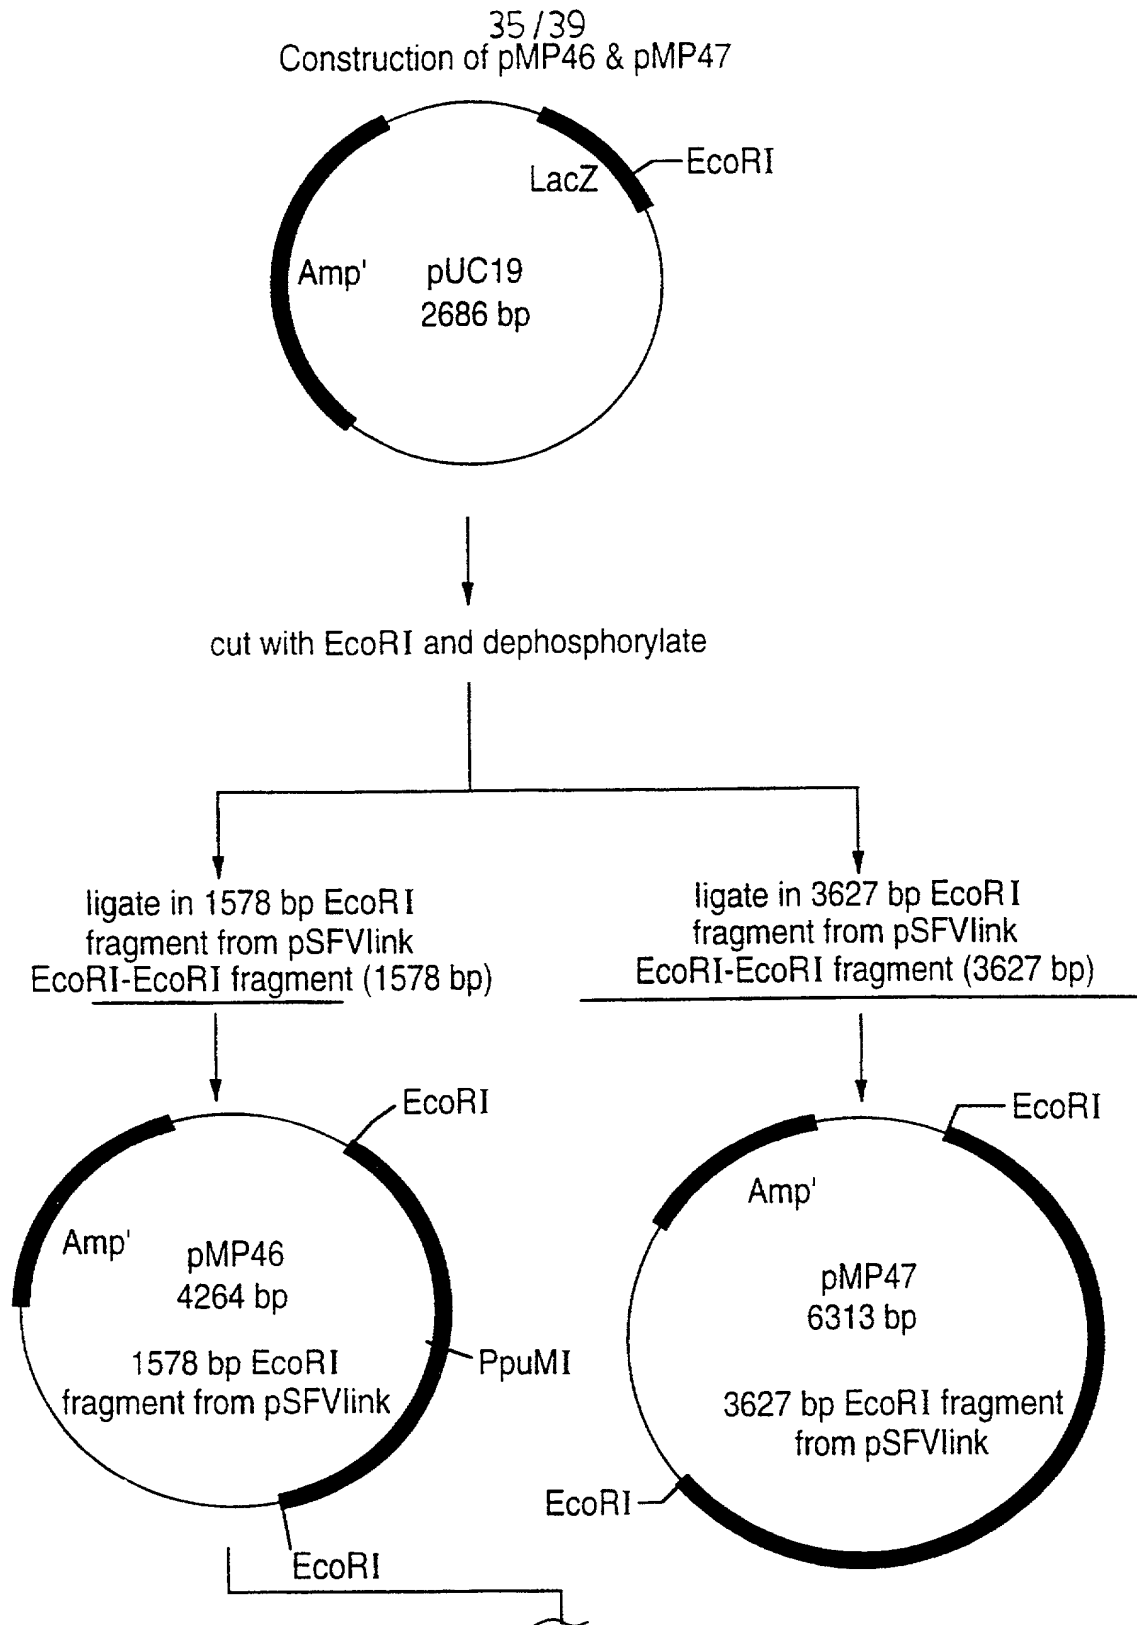 35/39
Construction of pMP46 & pMP47
EcoRI
LacZ
Amp'
pUC19
2686 bp
cut with EcoRI and dephosphorylate
ligate in 1578 bp EcoRI
fragment from pSFVlink
EcoRI-EcoRI fragment (1578 bp)
ligate in 3627 bp EcoRI
fragment from pSFVlink
EcoRI-EcoRI fragment (3627 bp)
EcoRI
Amp'
pMP46
4264 bp
1578 bp EcoRI
fragment from pSFVlink
PpuMI
EcoRI
EcoRI
Amp'
pMP47
6313 bp
3627 bp EcoRI fragment
from pSFVlink
EcoRI